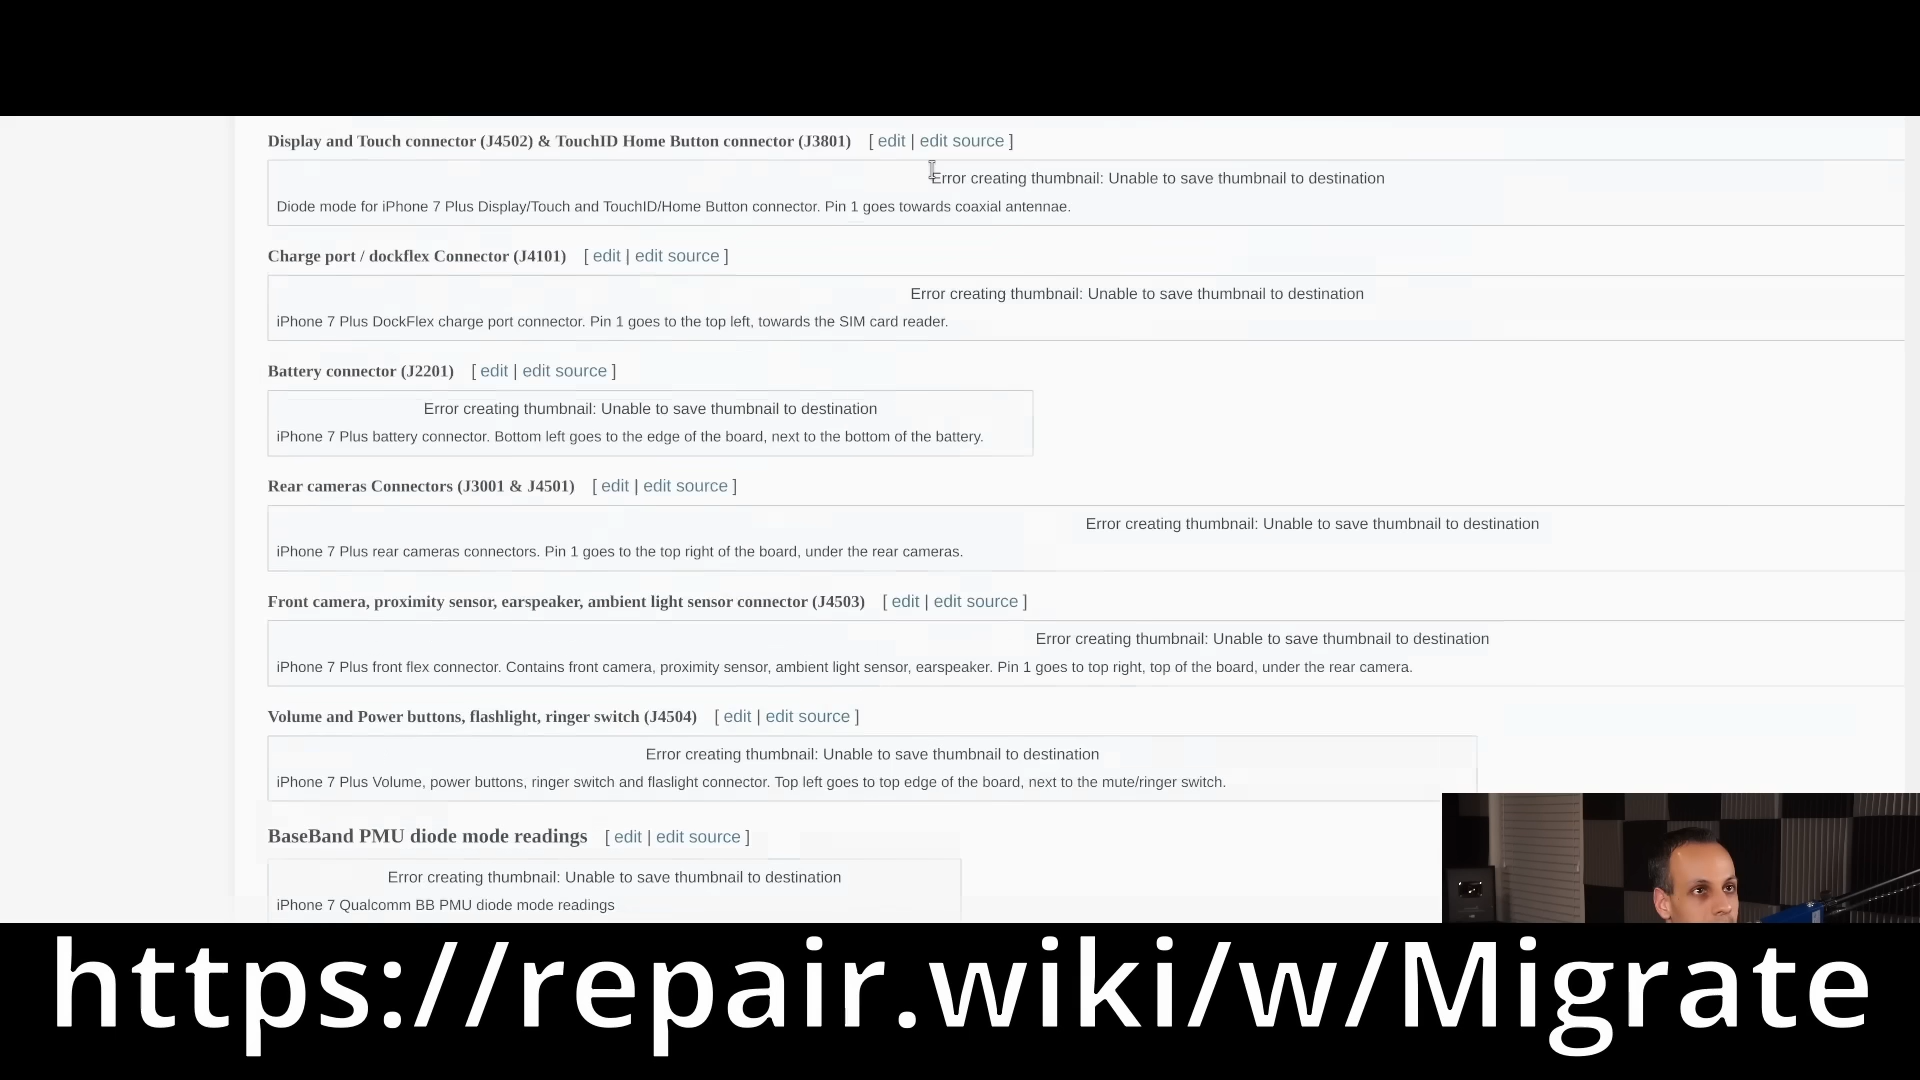 Display and Touch connector (J4502) & TouchID Home Button connector (J3801) [ edit | edit source ]
Error creating thumbnail: Unable to save thumbnail to destination
Diode mode for iPhone 7 Plus Display/Touch and TouchID/Home Button connector. Pin 1 goes towards coaxial antennae.
Charge port / dockflex Connector (J4101) [ edit | edit source ]
Error creating thumbnail: Unable to save thumbnail to destination
iPhone 7 Plus DockFlex charge port connector. Pin 1 goes to the top left, towards the SIM card reader.
Battery connector (J2201) [ edit | edit source ]
Error creating thumbnail: Unable to save thumbnail to destination
iPhone 7 Plus battery connector. Bottom left goes to the edge of the board, next to the bottom of the battery.
Rear cameras Connectors (J3001 & J4501) [ edit | edit source ]
Error creating thumbnail: Unable to save thumbnail to destination
iPhone 7 Plus rear cameras connectors. Pin 1 goes to the top right of the board, under the rear cameras.
Front camera, proximity sensor, earspeaker, ambient light sensor connector (J4503) [ edit | edit source ]
Error creating thumbnail: Unable to save thumbnail to destination
iPhone 7 Plus front flex connector. Contains front camera, proximity sensor, ambient light sensor, earspeaker. Pin 1 goes to top right, top of the board, under the rear camera.
Volume and Power buttons, flashlight, ringer switch (J4504) [ edit | edit source ]
Error creating thumbnail: Unable to save thumbnail to destination
iPhone 7 Plus Volume, power buttons, ringer switch and flaslight connector. Top left goes to top edge of the board, next to the mute/ringer switch.
BaseBand PMU diode mode readings [ edit | edit source ]
Error creating thumbnail: Unable to save thumbnail to destination
iPhone 7 Qualcomm BB PMU diode mode readings
https://repair.wiki/w/Migrate